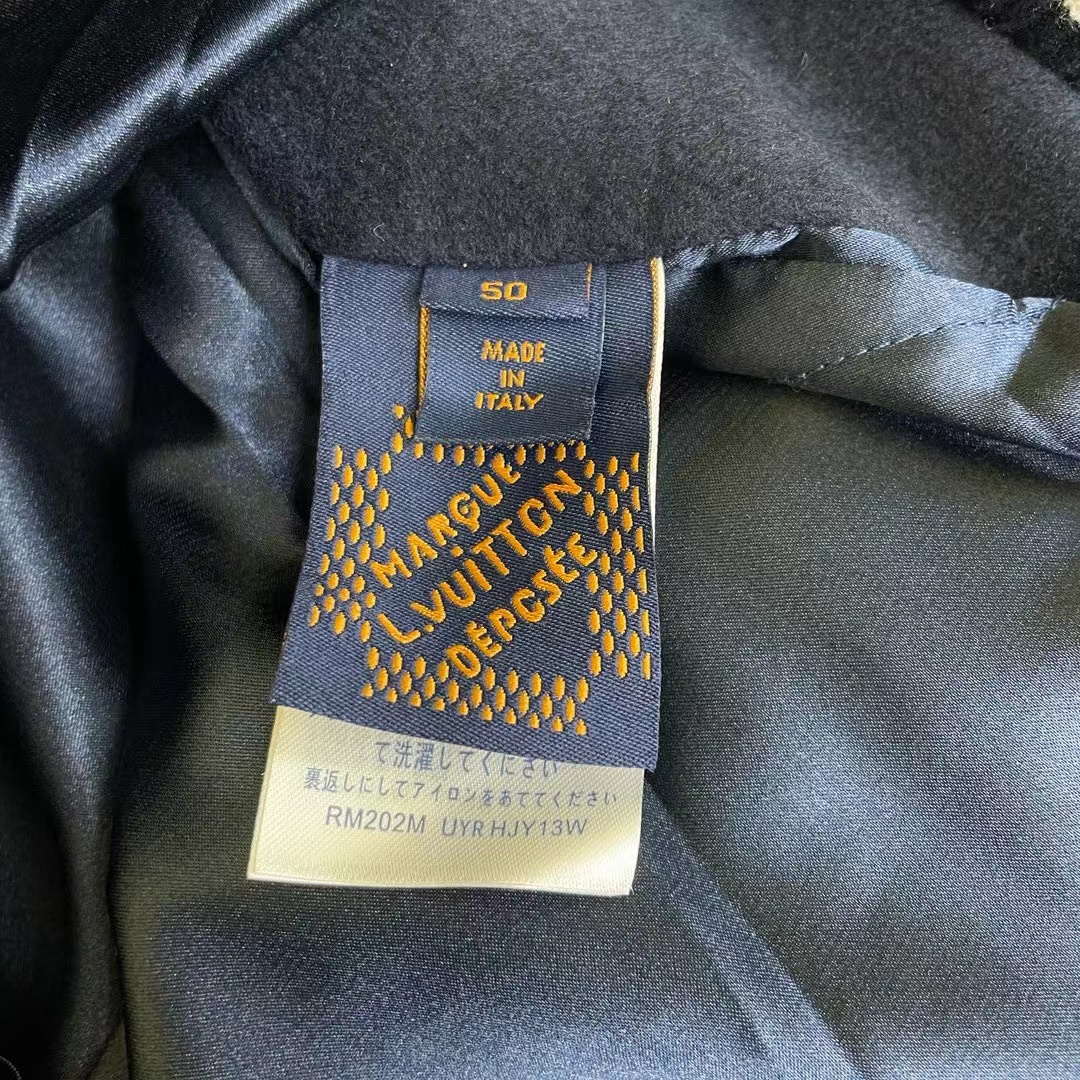 50
MADE
IN
ITALY
MARQUE
L.VUITTON
DÉPOSÉE
て洗濯してください
裏返しにしてアイロンをあててください
RM202M UYR HJY13W